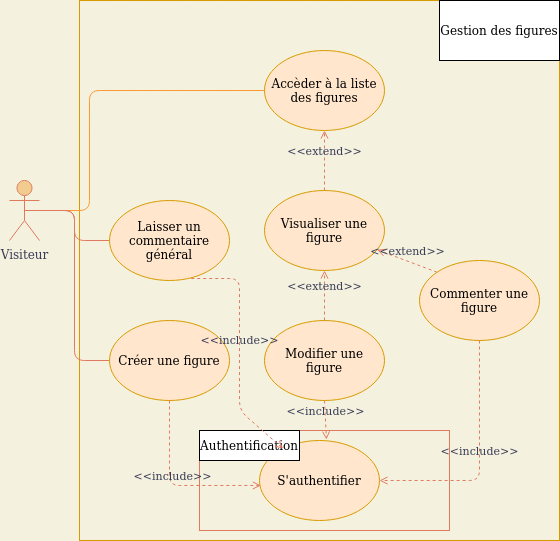 Gestion des figures
Accèder à la liste
des figures
<<extend>>
Visiteur
Laisser un
commentaire
général
Visualiser une
figure
<<extend>>
<<extend>>
Commenter une
figure
<<include>>
Créer une figure
Modifier une
figure
<<include>>
Authentification
<<include>>
<<include>>
S'authentifier